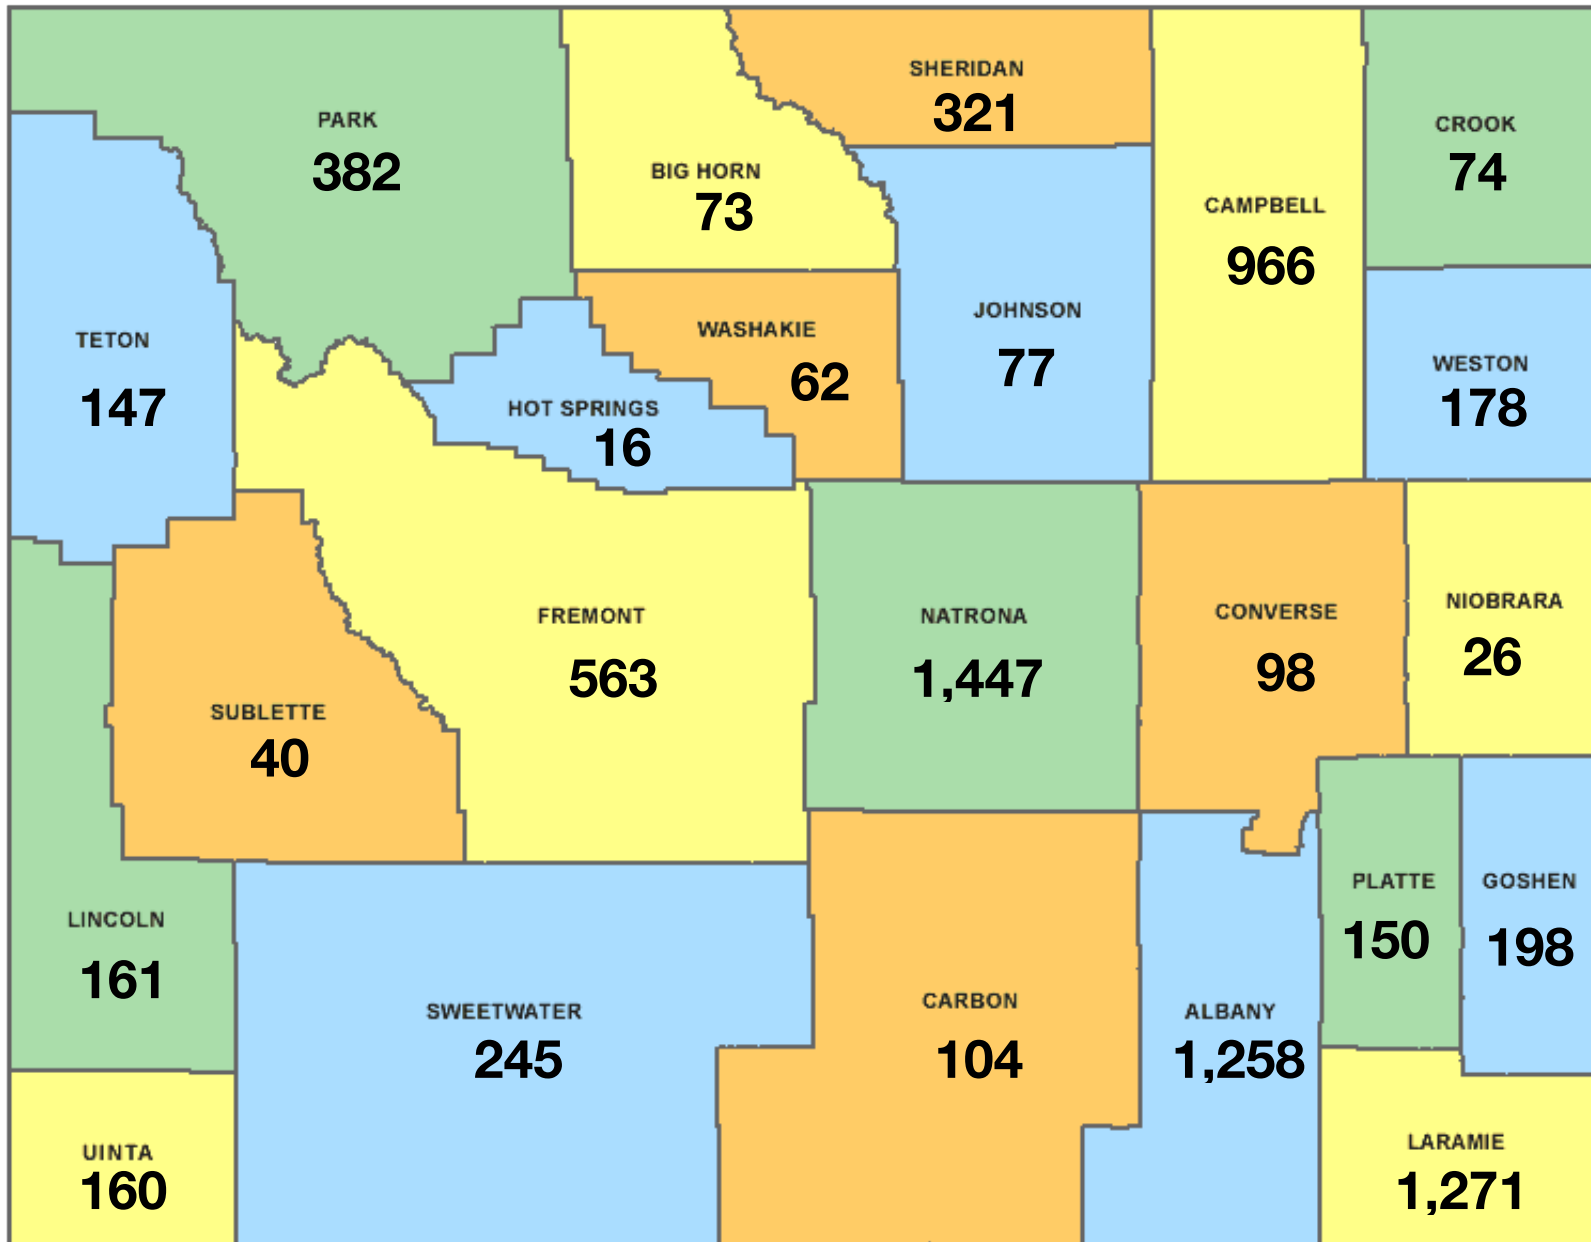 PARK
382
BIG HORN
73
SHERIDAN
321
CAMPBELL
966
CROOK
74
TETON
147
HOT SPRINGS
16
WASHAKIE
62
JOHNSON
77
WESTON
178
SUBLETTE
40
FREMONT
563
NATRONA
1,447
CONVERSE
98
NIOBRARA
26
LINCOLN
161
SWEETWATER
245
CARBON
104
ALBANY
1,258
PLATTE
150
GOSHEN
198
UINTA
160
LARAMIE
1,271